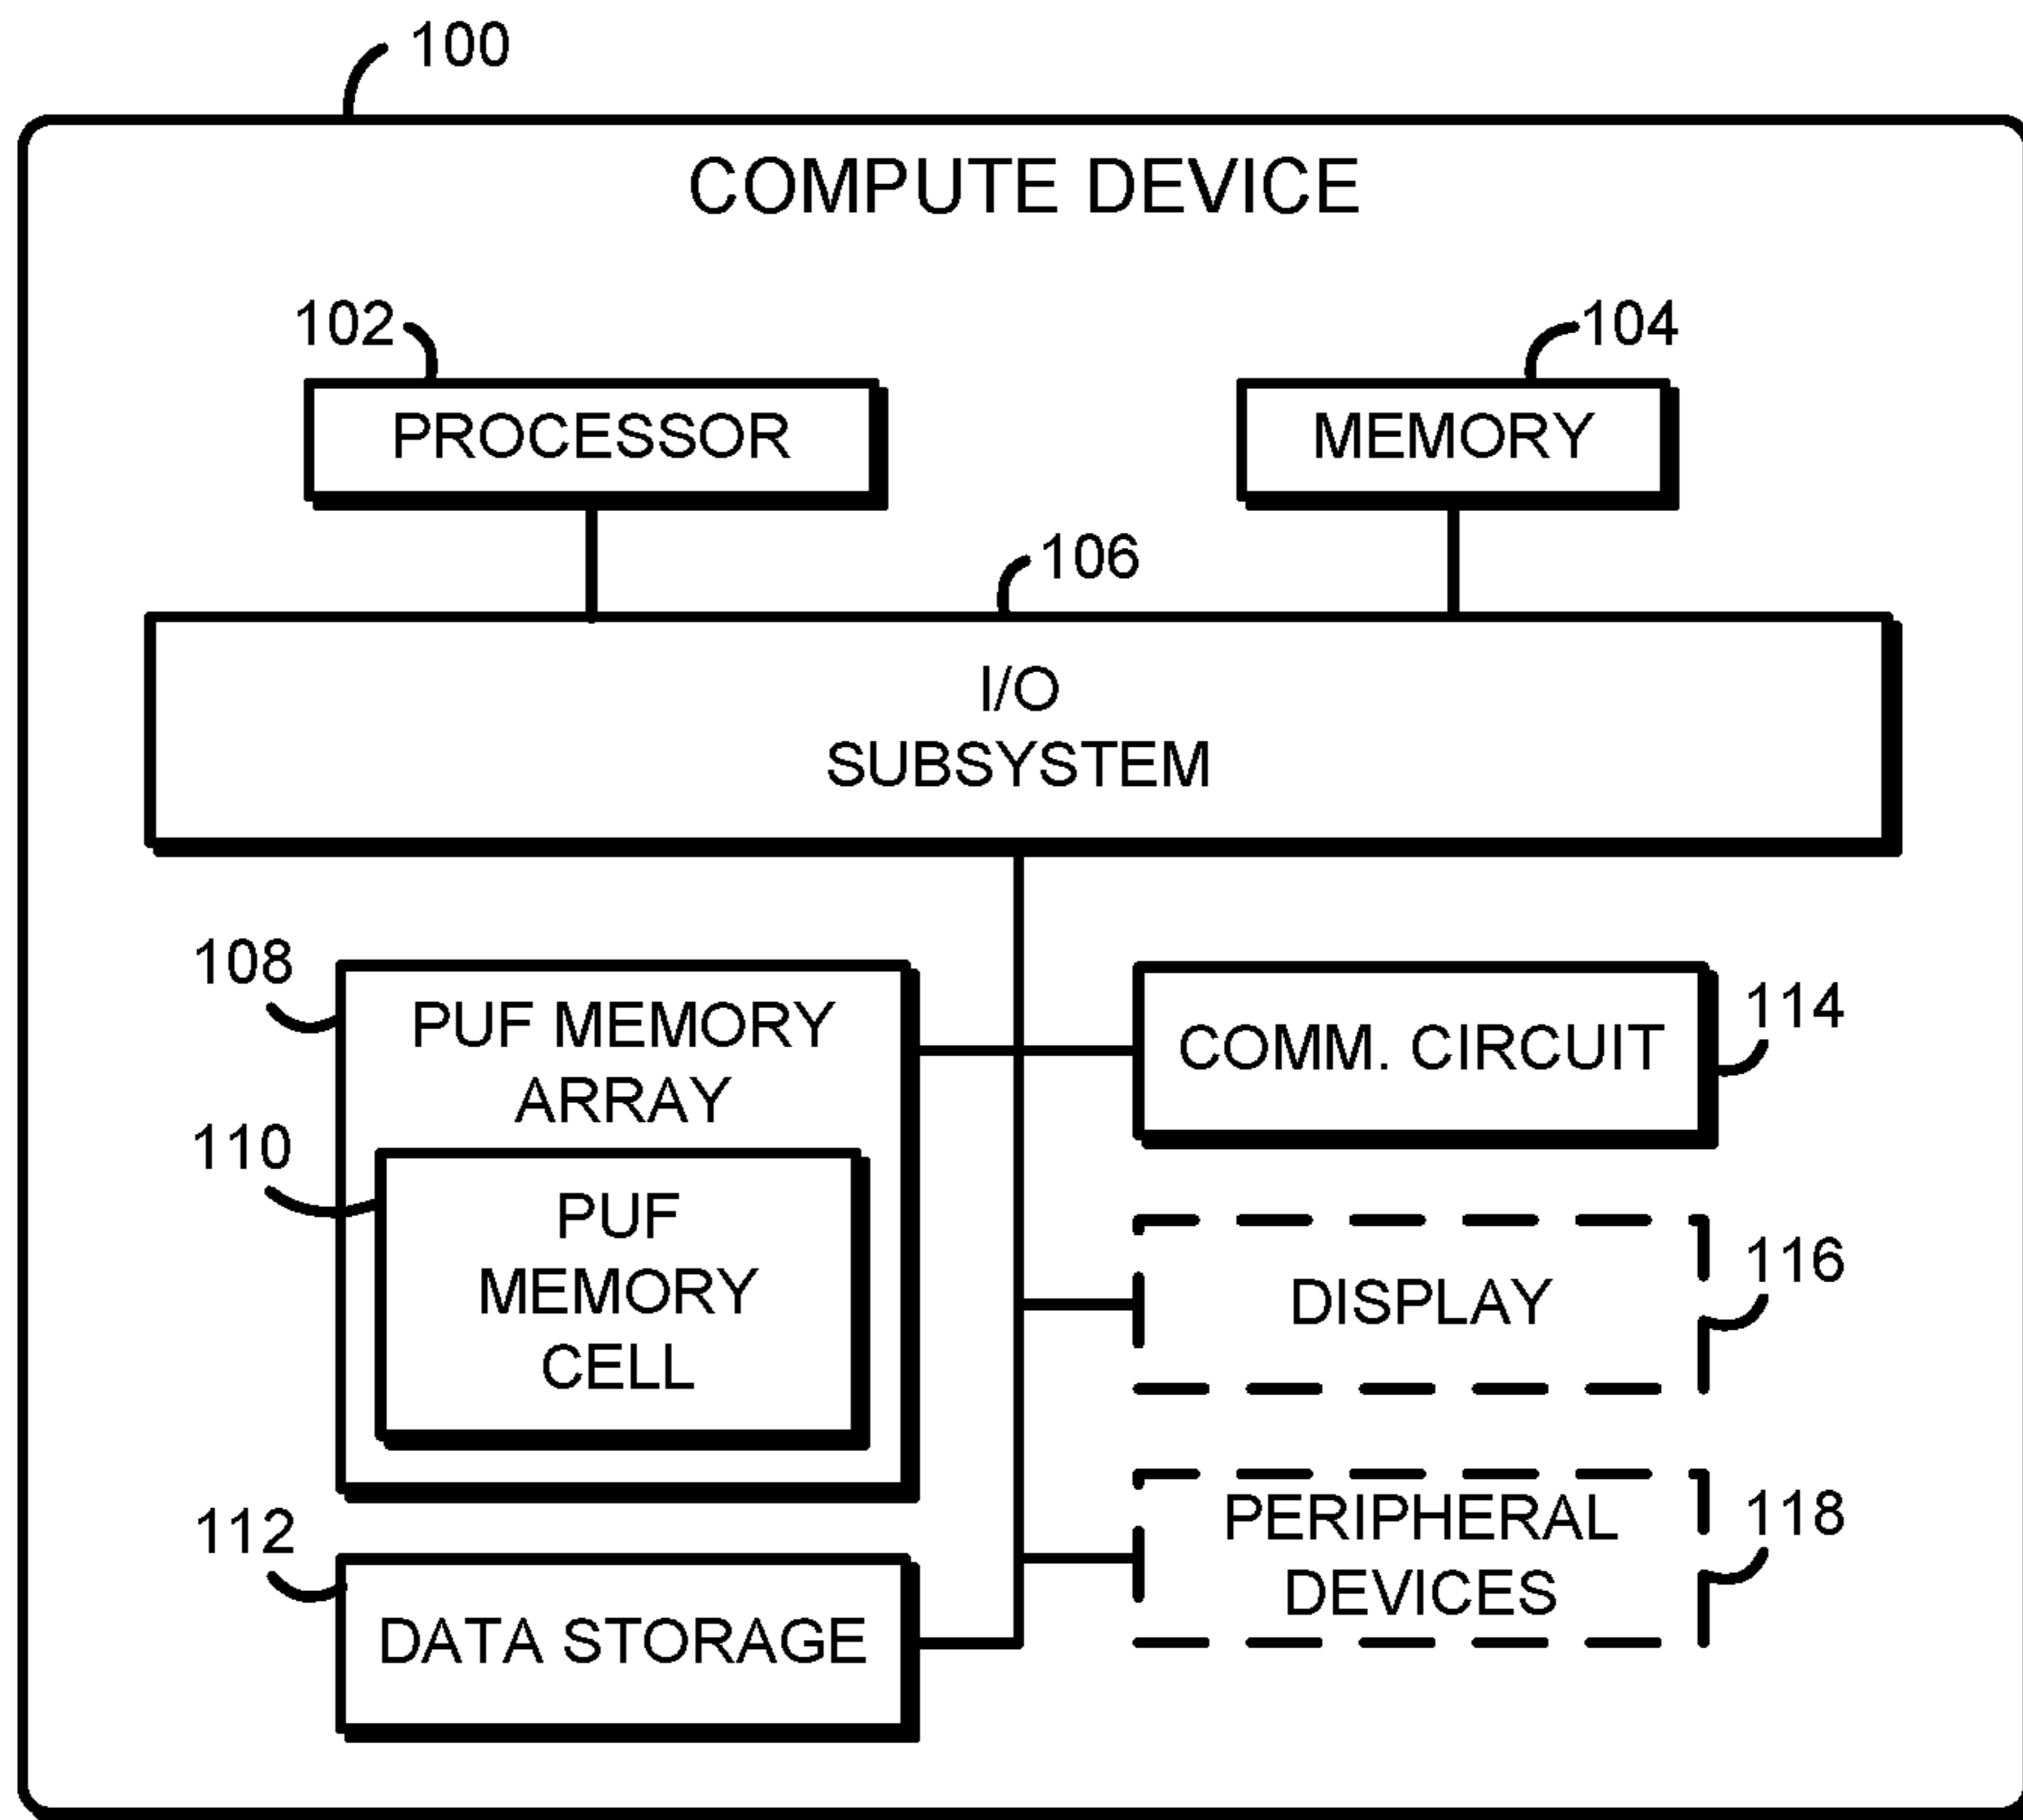 100
COMPUTE DEVICE
102
104
PROCESSOR
MEMORY
106
I/O
SUBSYSTEM
108
PUF MEMORY
ARRAY
110
PUF
MEMORY
CELL
112
DATA STORAGE
114
COMM. CIRCUIT
116
DISPLAY
118
PERIPHERAL
DEVICES